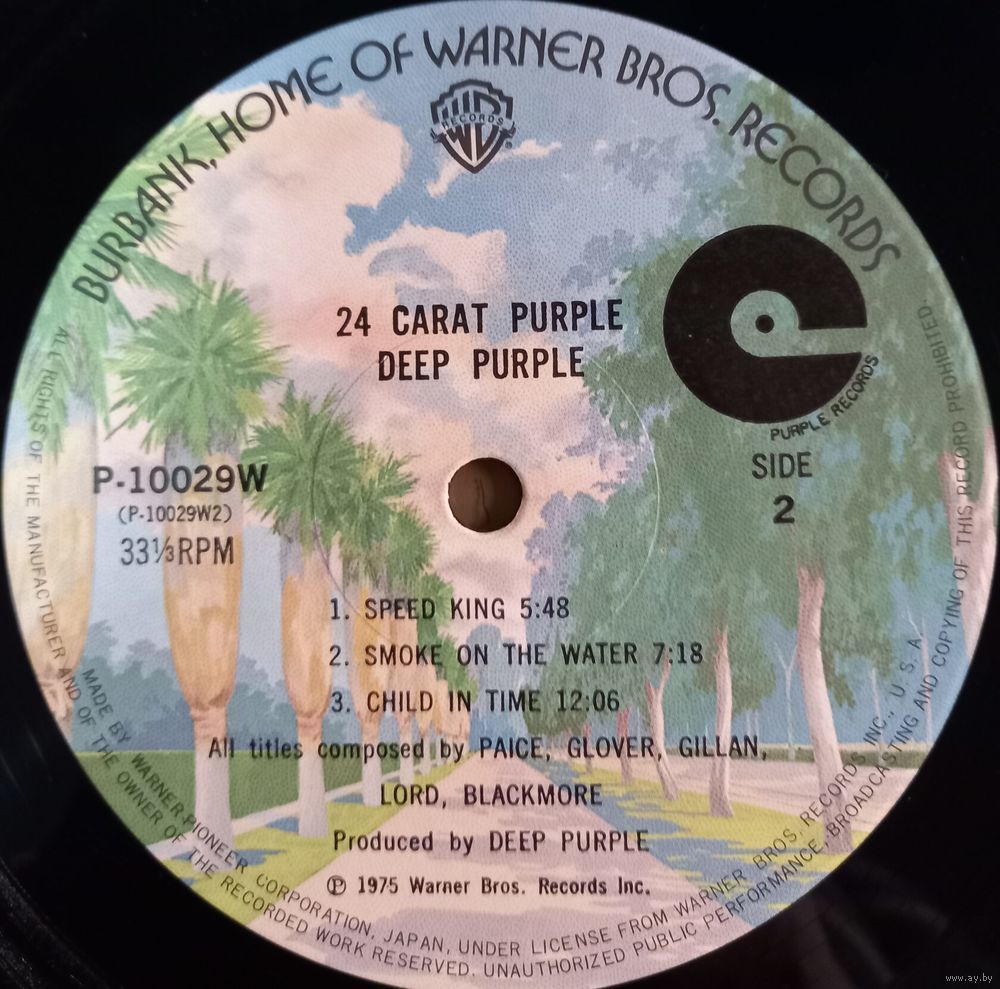 BURBANK, HOME OF WARNER BROS. RECORDS
RECORDS
24 CARAT PURPLE
DEEP PURPLE
PURPLE RECORDS
P-10029W
(P-10029W2)
33⅓RPM
SIDE
2
1. SPEED KING 5:48
2. SMOKE ON THE WATER 7:18
3. CHILD IN TIME 12:06
All titles composed by PAICE, GLOVER, GILLAN,
LORD, BLACKMORE
Produced by DEEP PURPLE
Ⓟ 1975 Warner Bros. Records Inc.
MADE BY WARNER-PIONEER CORPORATION, JAPAN, UNDER LICENSE FROM WARNER BROS. RECORDS INC., U.S.A.
ALL RIGHTS OF THE MANUFACTURER AND OF THE OWNER OF THE RECORDED WORK RESERVED. UNAUTHORIZED PUBLIC PERFORMANCE, BROADCASTING AND COPYING OF THIS RECORD PROHIBITED.
www.ay.by